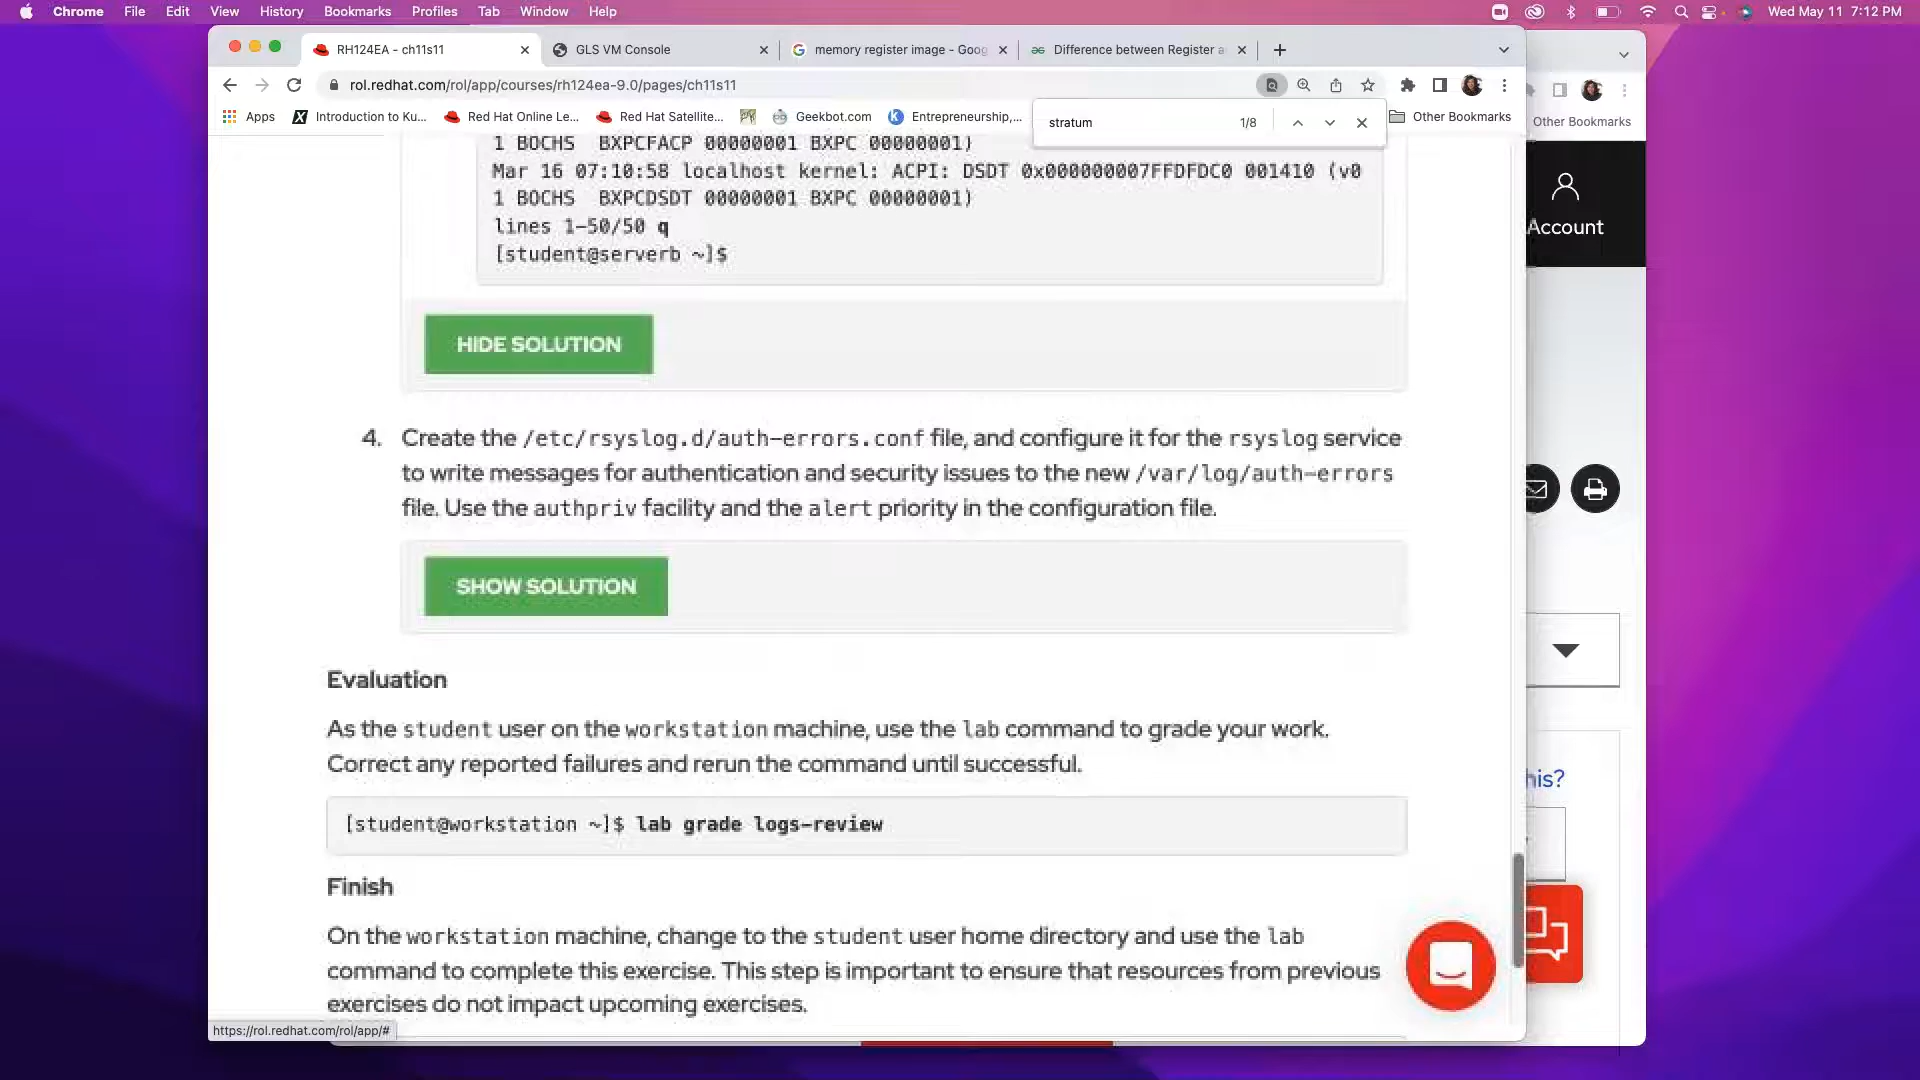 Chrome File Edit View History Bookmarks Profiles Tab Window Help Wed May 11 7:12 PM
RH124EA - ch11s11 GLS VM Console memory register image - Goog Difference between Register a
rol.redhat.com/rol/app/courses/rh124ea-9.0/pages/ch11s11
Apps Introduction to Ku... Red Hat Online Le... Red Hat Satellite... Geekbot.com Entrepreneurship,... Other Bookmarks
stratum 1/8
Other Bookmarks
1 BOCHS BXPCFACP 00000001 BXPC 00000001)
Mar 16 07:10:58 localhost kernel: ACPI: DSDT 0x000000007FFDFDC0 001410 (v0
1 BOCHS BXPCDSDT 00000001 BXPC 00000001)
lines 1-50/50 q
[student@serverb ~]$
Account
HIDE SOLUTION
4. Create the /etc/rsyslog.d/auth-errors.conf file, and configure it for the rsyslog service
to write messages for authentication and security issues to the new /var/log/auth-errors
file. Use the authpriv facility and the alert priority in the configuration file.
SHOW SOLUTION
Evaluation
As the student user on the workstation machine, use the lab command to grade your work.
Correct any reported failures and rerun the command until successful.
his?
[student@workstation ~]$ lab grade logs-review
Finish
On the workstation machine, change to the student user home directory and use the lab
command to complete this exercise. This step is important to ensure that resources from previous
exercises do not impact upcoming exercises.
https://rol.redhat.com/rol/app/#